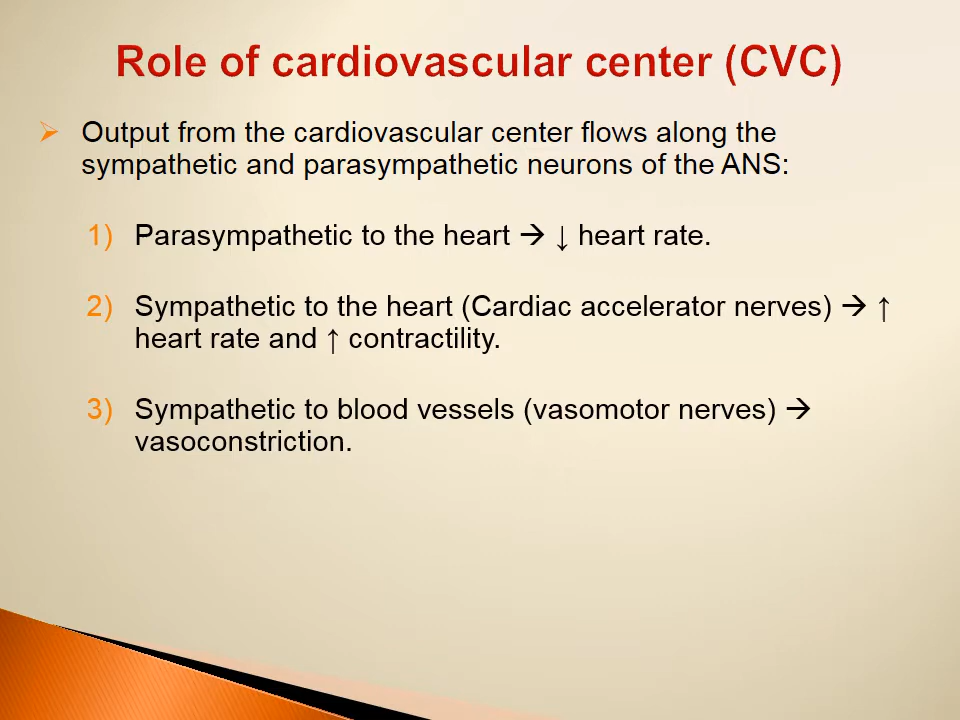 Role of cardiovascular center (CVC)
➢ Output from the cardiovascular center flows along the
sympathetic and parasympathetic neurons of the ANS:
1) Parasympathetic to the heart → ↓ heart rate.
2) Sympathetic to the heart (Cardiac accelerator nerves) → ↑
heart rate and ↑ contractility.
3) Sympathetic to blood vessels (vasomotor nerves) →
vasoconstriction.